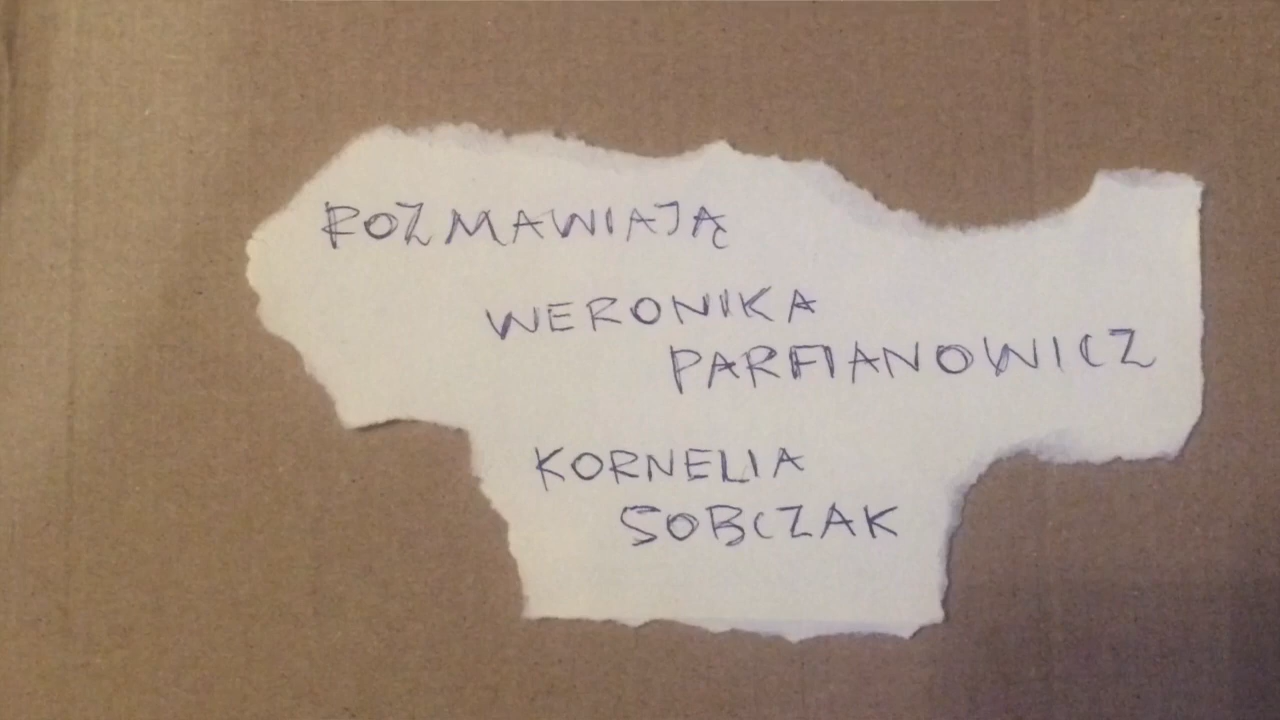 ROZMAWIAJĄ
WERONIKA
PARFIANOWICZ
KORNELIA
SOBCZAK